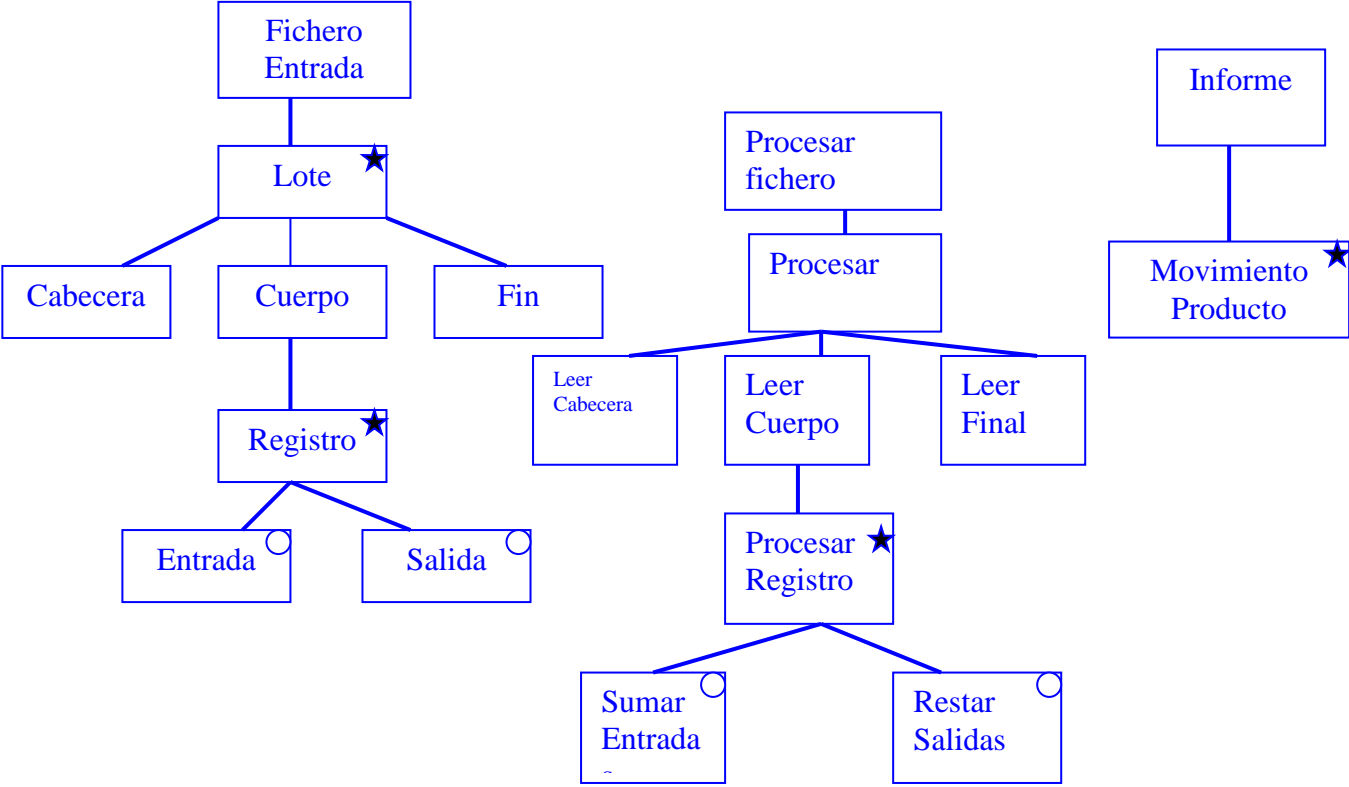 Fichero
Entrada
Lote
Cabecera
Cuerpo
Fin
Registro
Entrada
Salida
Procesar
fichero
Procesar
Leer
Cabecera
Leer
Cuerpo
Leer
Final
Procesar
Registro
Sumar
Entrada
Restar
Salidas
Informe
Movimiento
Producto